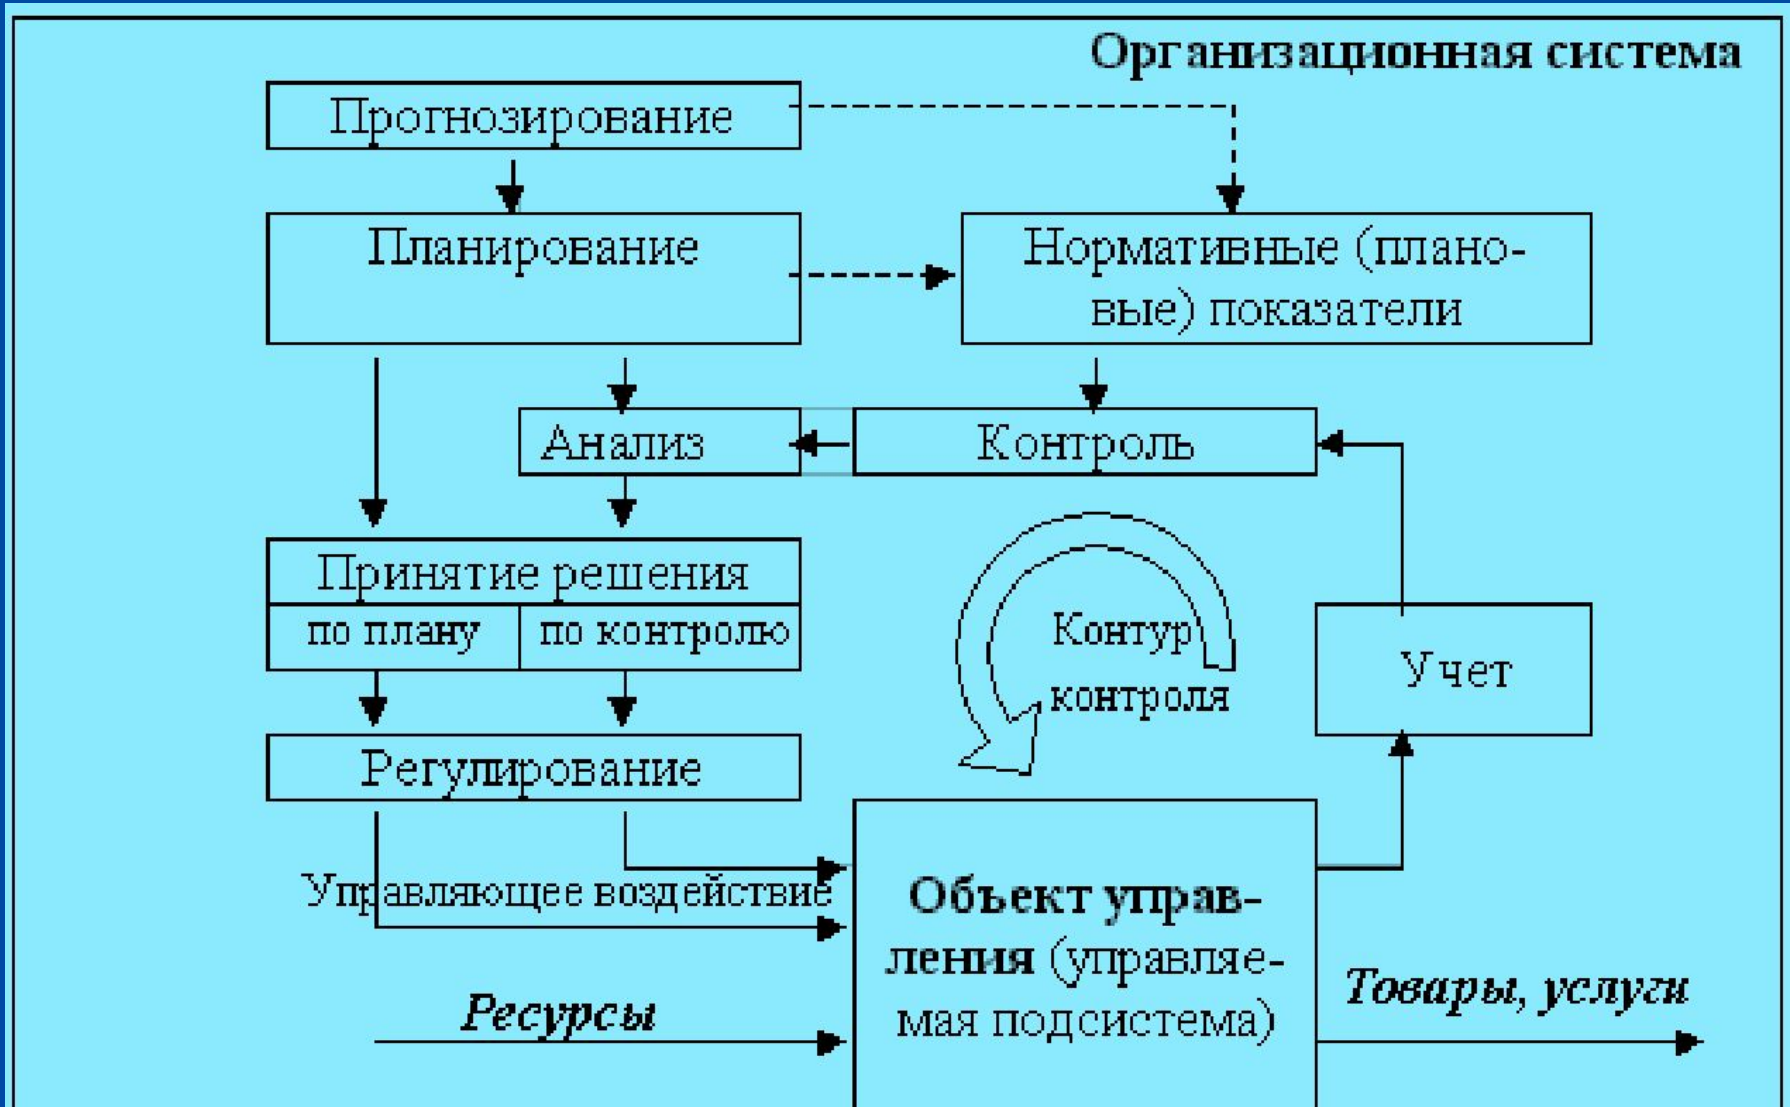 Организационная система
Прогнозирование
Планирование
Нормативные (плано-
вые) показатели
Анализ
Контроль
Принятие решения
по плану
по контролю
Контур
контроля
Учет
Регулирование
Управляющее воздействие
Объект управ-
ления (управляе-
мая подсистема)
Ресурсы
Товары, услуги